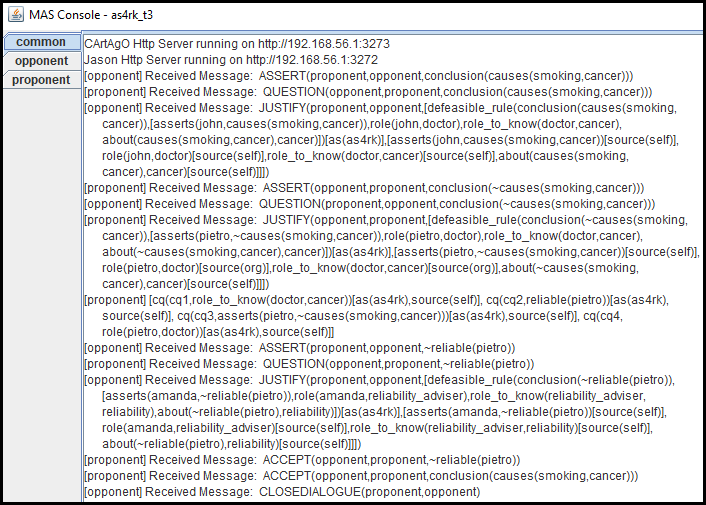 MAS Console - as4rk_t3
common
opponent
proponent
CArtAgO Http Server running on http://192.168.56.1:3273
Jason Http Server running on http://192.168.56.1:3272
[opponent] Received Message:  ASSERT(proponent,opponent,conclusion(causes(smoking,cancer)))
[proponent] Received Message:  QUESTION(opponent,proponent,conclusion(causes(smoking,cancer)))
[opponent] Received Message:  JUSTIFY(proponent,opponent,[defeasible_rule(conclusion(causes(smoking,
cancer)),[asserts(john,causes(smoking,cancer)),role(john,doctor),role_to_know(doctor,cancer),
about(causes(smoking,cancer),cancer)])[as(as4rk)],[asserts(john,causes(smoking,cancer))[source(self)],
role(john,doctor)[source(self)],role_to_know(doctor,cancer)[source(self)],about(causes(smoking,
cancer),cancer)[source(self)]]])
[proponent] Received Message:  ASSERT(opponent,proponent,conclusion(~causes(smoking,cancer)))
[opponent] Received Message:  QUESTION(proponent,opponent,conclusion(~causes(smoking,cancer)))
[proponent] Received Message:  JUSTIFY(opponent,proponent,[defeasible_rule(conclusion(~causes(smoking,
cancer)),[asserts(pietro,~causes(smoking,cancer)),role(pietro,doctor),role_to_know(doctor,cancer),
about(~causes(smoking,cancer),cancer)])[as(as4rk)],[asserts(pietro,~causes(smoking,cancer))[source(self)],
role(pietro,doctor)[source(org)],role_to_know(doctor,cancer)[source(org)],about(~causes(smoking,
cancer),cancer)[source(self)]]])
[proponent] [cq(cq1,role_to_know(doctor,cancer))[as(as4rk),source(self)], cq(cq2,reliable(pietro))[as(as4rk),
source(self)], cq(cq3,asserts(pietro,~causes(smoking,cancer)))[as(as4rk),source(self)], cq(cq4,
role(pietro,doctor))[as(as4rk),source(self)]]
[opponent] Received Message:  ASSERT(proponent,opponent,~reliable(pietro))
[proponent] Received Message:  QUESTION(opponent,proponent,~reliable(pietro))
[opponent] Received Message:  JUSTIFY(proponent,opponent,[defeasible_rule(conclusion(~reliable(pietro)),
[asserts(amanda,~reliable(pietro)),role(amanda,reliability_adviser),role_to_know(reliability_adviser,
reliability),about(~reliable(pietro),reliability)])[as(as4rk)],[asserts(amanda,~reliable(pietro))[source(self)],
role(amanda,reliability_adviser)[source(self)],role_to_know(reliability_adviser,reliability)[source(self)],
about(~reliable(pietro),reliability)[source(self)]]])
[proponent] Received Message:  ACCEPT(opponent,proponent,~reliable(pietro))
[proponent] Received Message:  ACCEPT(opponent,proponent,conclusion(causes(smoking,cancer)))
[opponent] Received Message:  CLOSEDIALOGUE(proponent,opponent)